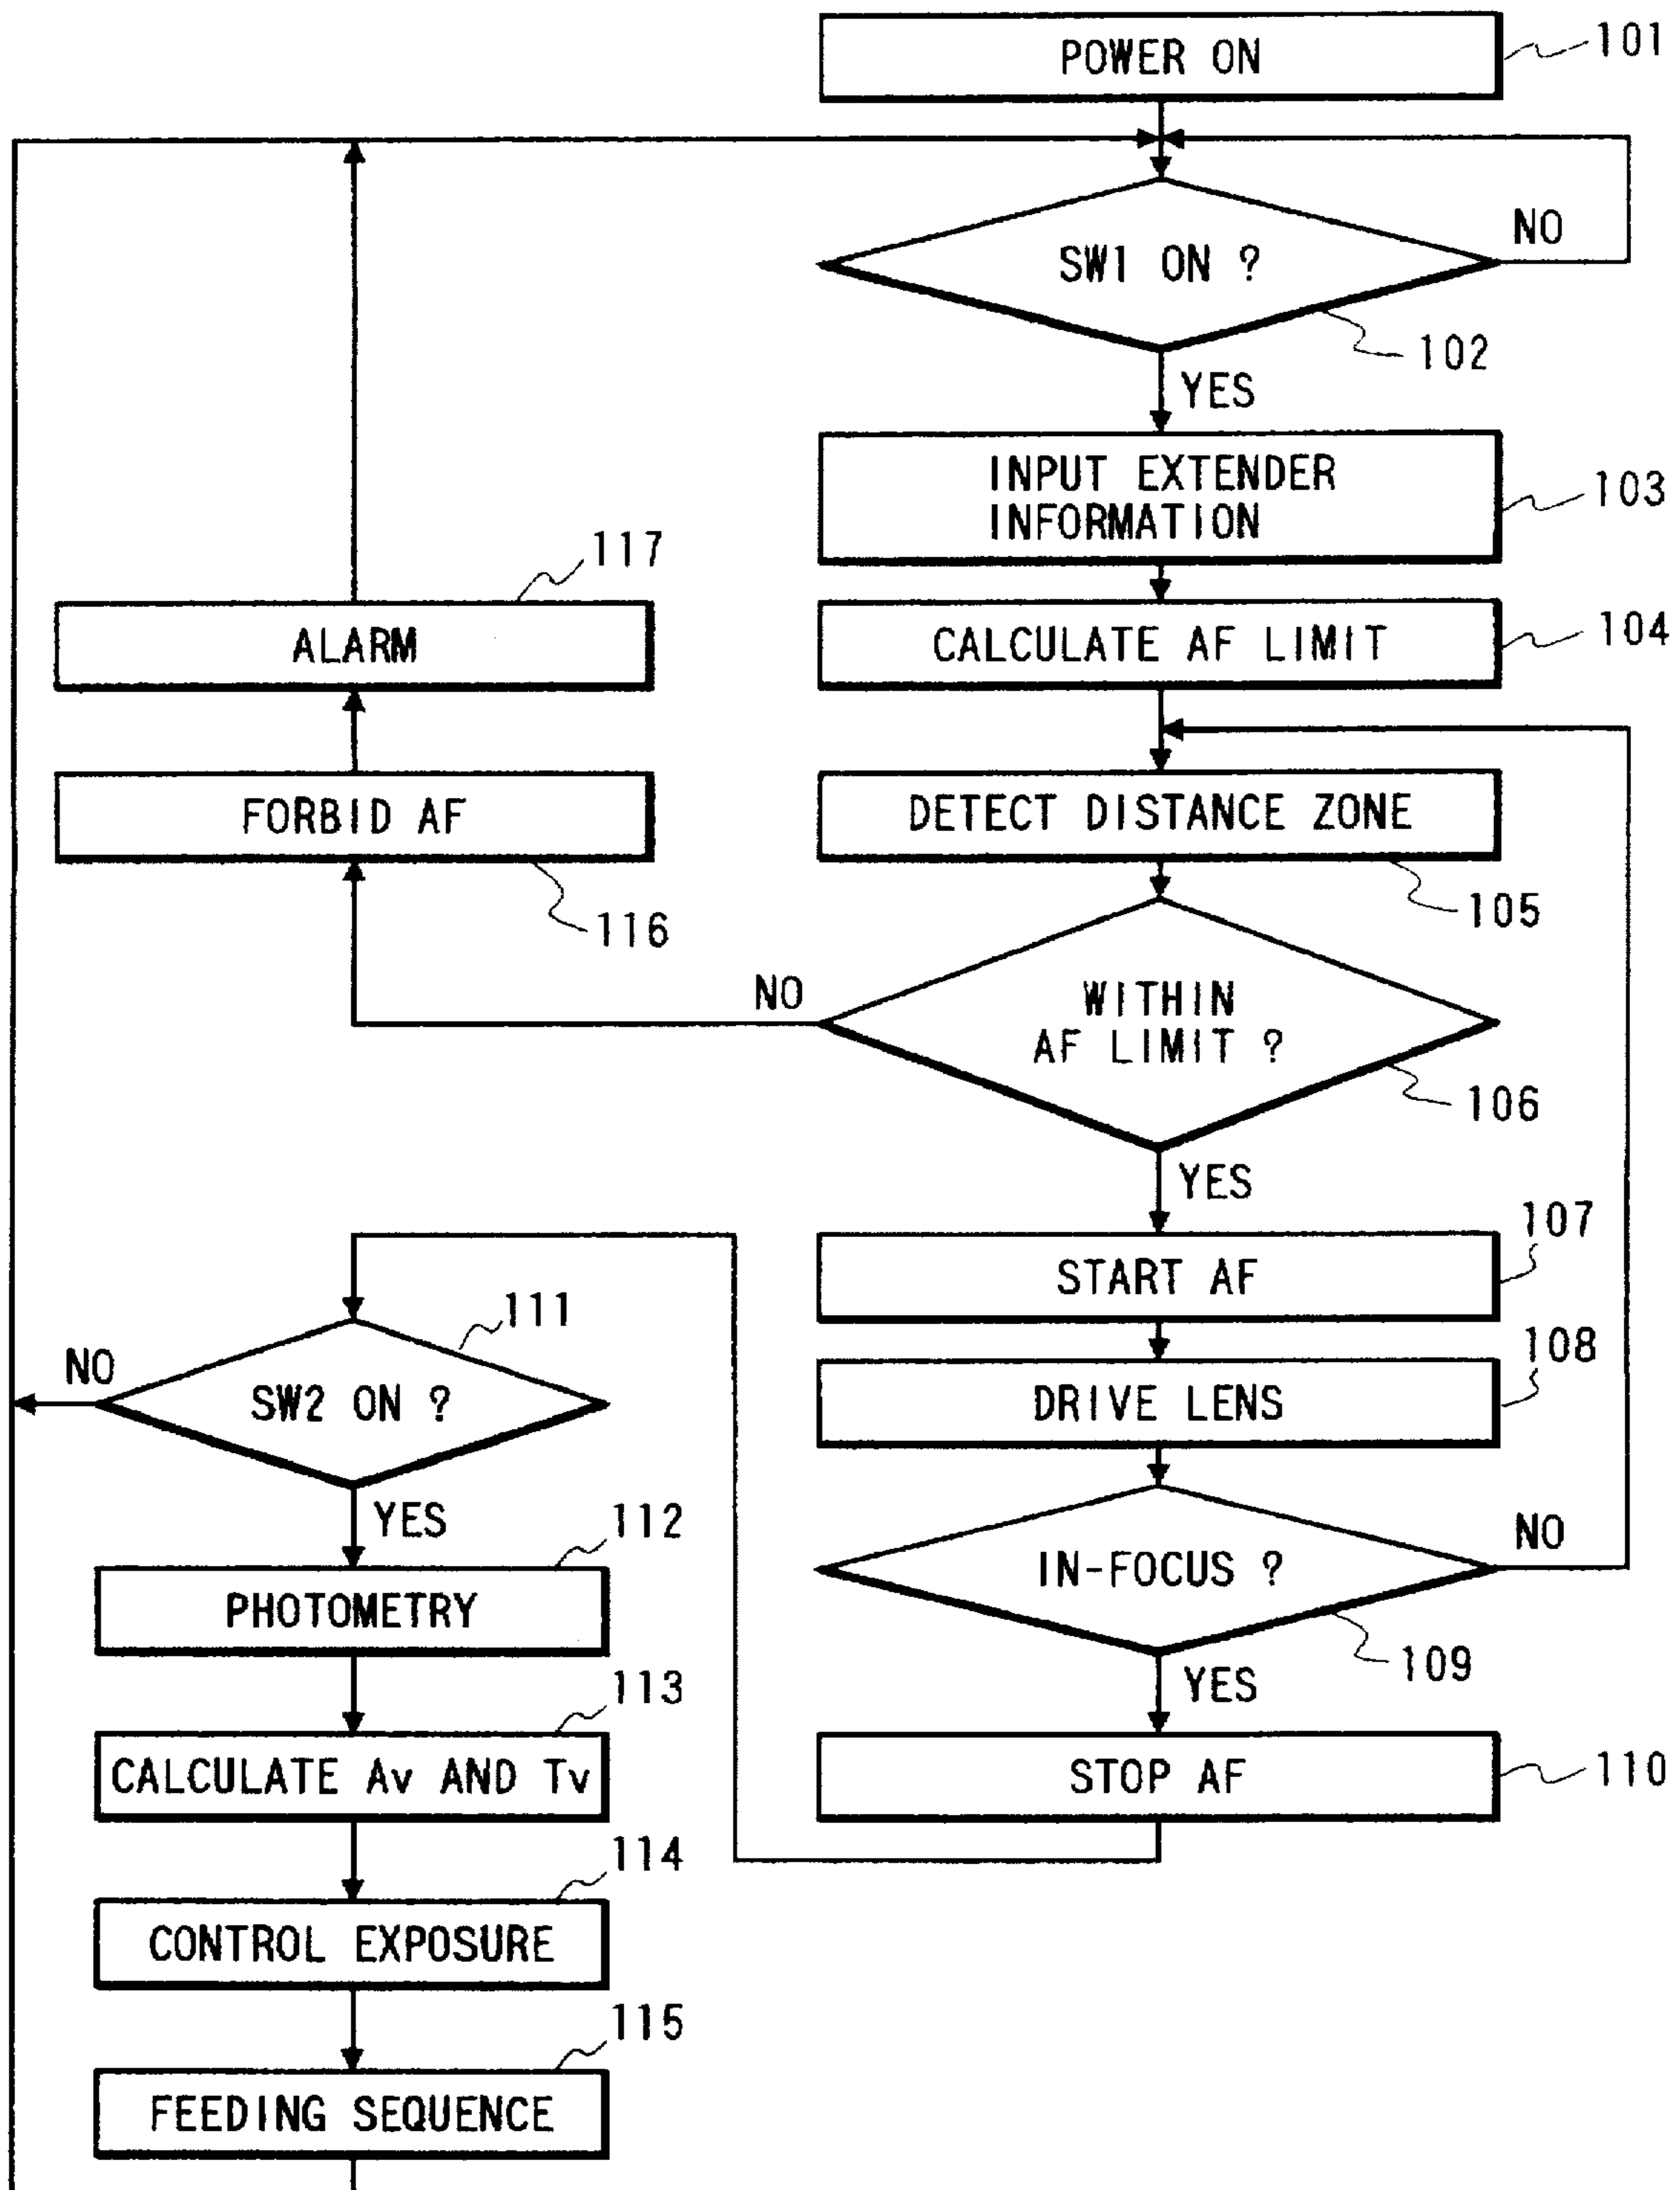 POWER ON
101
SW1 ON ?
NO
102
YES
INPUT EXTENDER
INFORMATION
103
CALCULATE AF LIMIT
104
DETECT DISTANCE ZONE
105
WITHIN
AF LIMIT ?
106
NO
YES
FORBID AF
116
ALARM
117
START AF
107
DRIVE LENS
108
IN-FOCUS ?
NO
109
YES
STOP AF
110
SW2 ON ?
111
NO
YES
PHOTOMETRY
112
CALCULATE Av AND Tv
113
CONTROL EXPOSURE
114
FEEDING SEQUENCE
115